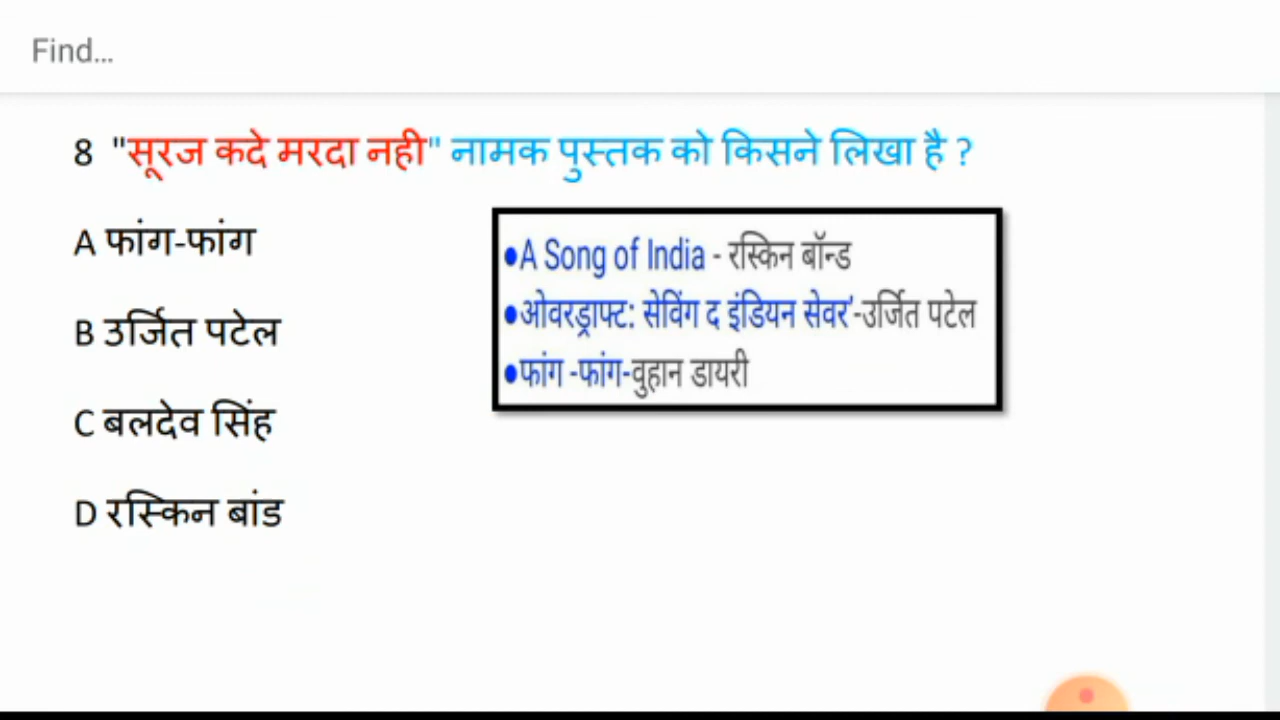 Find...
8 "सूरज कदे मरदा नही" नामक पुस्तक को किसने लिखा है ?
A फांग-फांग
B उर्जित पटेल
C बलदेव सिंह
D रस्किन बांड
•A Song of India - रस्किन बॉन्ड
•ओवरड्राफ्ट: सेविंग द इंडियन सेवर'-उर्जित पटेल
•फांग -फांग-वुहान डायरी